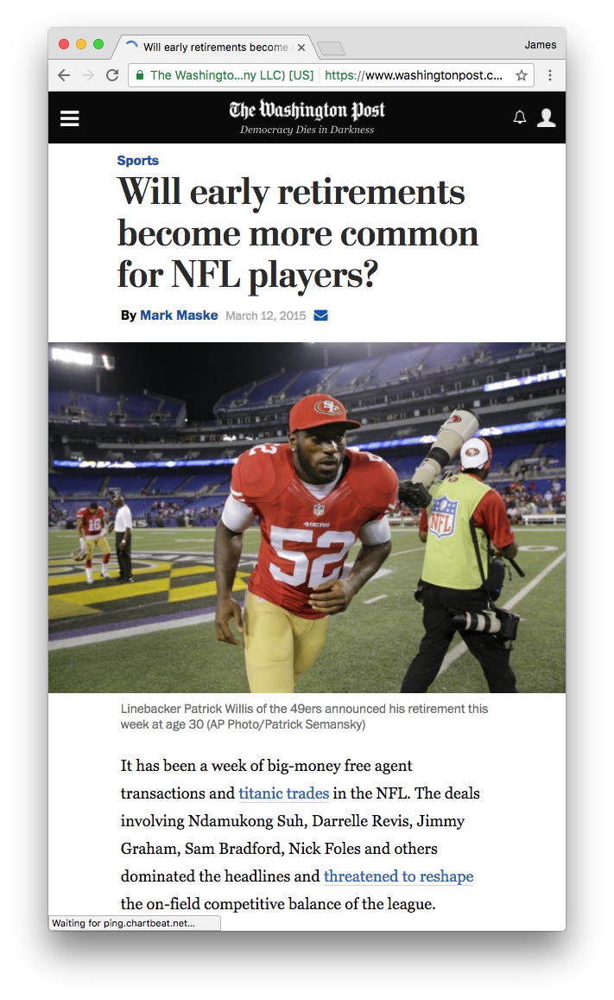 Will early retirements become
James
The Washingto...ny LLC) [US]
https://www.washingtonpost.c...
The Washington Post
Democracy Dies in Darkness
Sports
Will early retirements
become more common
for NFL players?
By Mark Maske March 12, 2015
SF
52
49ERS
52
NFL
16
Linebacker Patrick Willis of the 49ers announced his retirement this
week at age 30 (AP Photo/Patrick Semansky)
It has been a week of big-money free agent
transactions and titanic trades in the NFL. The deals
involving Ndamukong Suh, Darrelle Revis, Jimmy
Graham, Sam Bradford, Nick Foles and others
dominated the headlines and threatened to reshape
the on-field competitive balance of the league.
Waiting for ping.chartbeat.net...